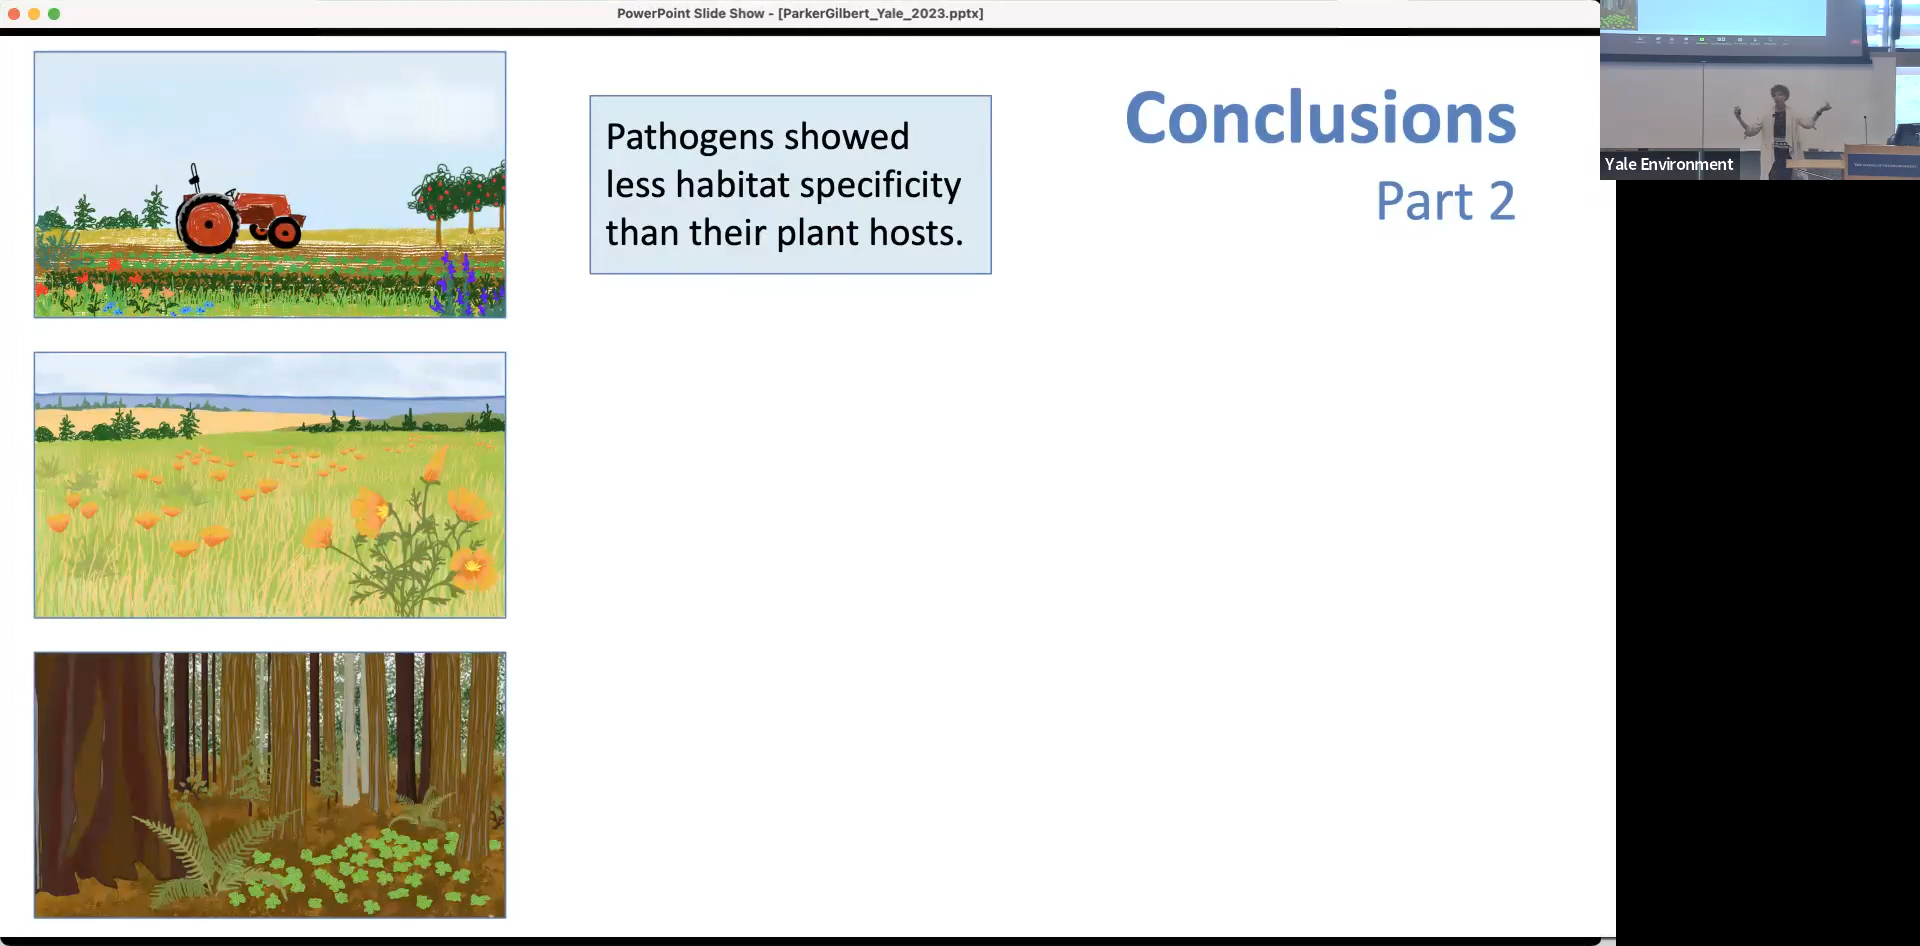 PowerPoint Slide Show - [ParkerGilbert_Yale_2023.pptx]
Pathogens showed
less habitat specificity
than their plant hosts.
Conclusions
Part 2
Yale Environment